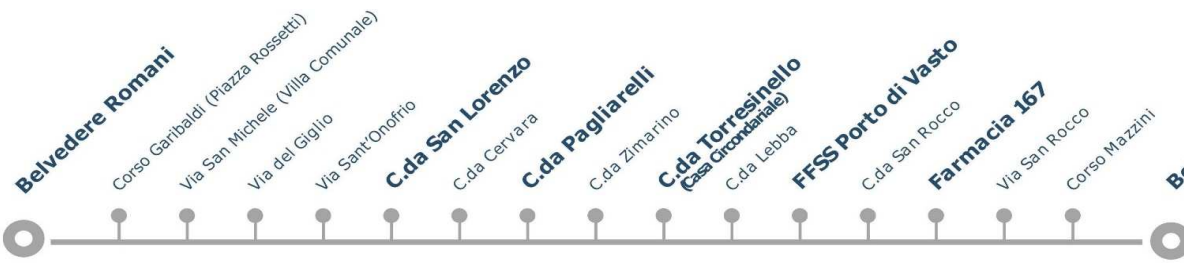 Belvedere Romani
Corso Garibaldi (Piazza Rossetti)
Via San Michele (Villa Comunale)
Via del Giglio
Via Sant'Onofrio
C.da San Lorenzo
C.da Cervara
C.da Pagliarelli
C.da Zimarino
C.da Torresinello
(Casa Circondariale)
C.da Lebba
FFSS Porto di Vasto
C.da San Rocco
Farmacia 167
Via San Rocco
Corso Mazzini